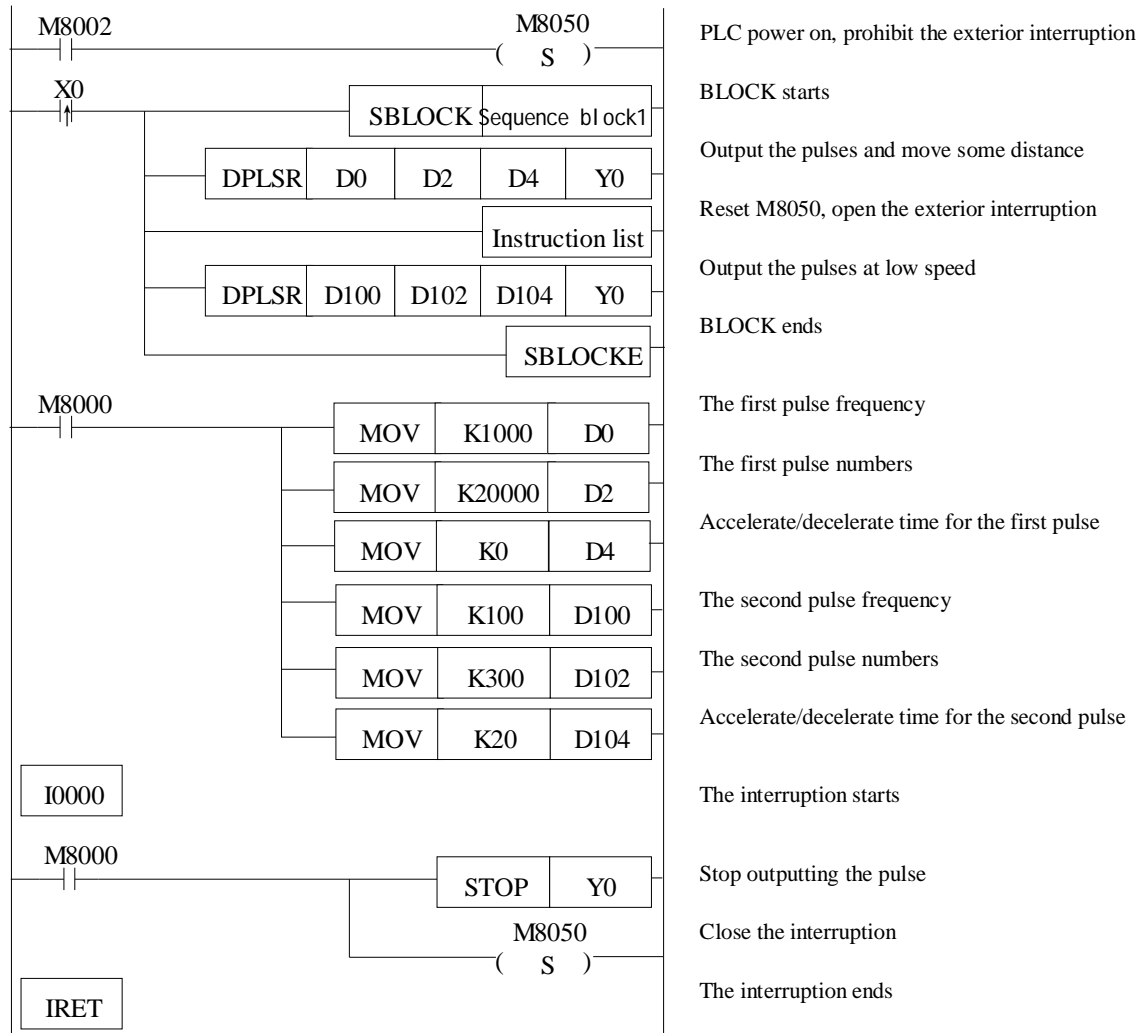 M8002
M8050
( S )
PLC power on, prohibit the exterior interruption
X0
SBLOCK Sequence block1
BLOCK starts
DPLSR D0 D2 D4 Y0
Output the pulses and move some distance
Instruction list
Reset M8050, open the exterior interruption
DPLSR D100 D102 D104 Y0
Output the pulses at low speed
SBLOCKE
BLOCK ends
M8000
MOV K1000 D0
The first pulse frequency
MOV K20000 D2
The first pulse numbers
MOV K0 D4
Accelerate/decelerate time for the first pulse
MOV K100 D100
The second pulse frequency
MOV K300 D102
The second pulse numbers
MOV K20 D104
Accelerate/decelerate time for the second pulse
I0000
The interruption starts
M8000
STOP Y0
Stop outputting the pulse
M8050
( S )
Close the interruption
IRET
The interruption ends